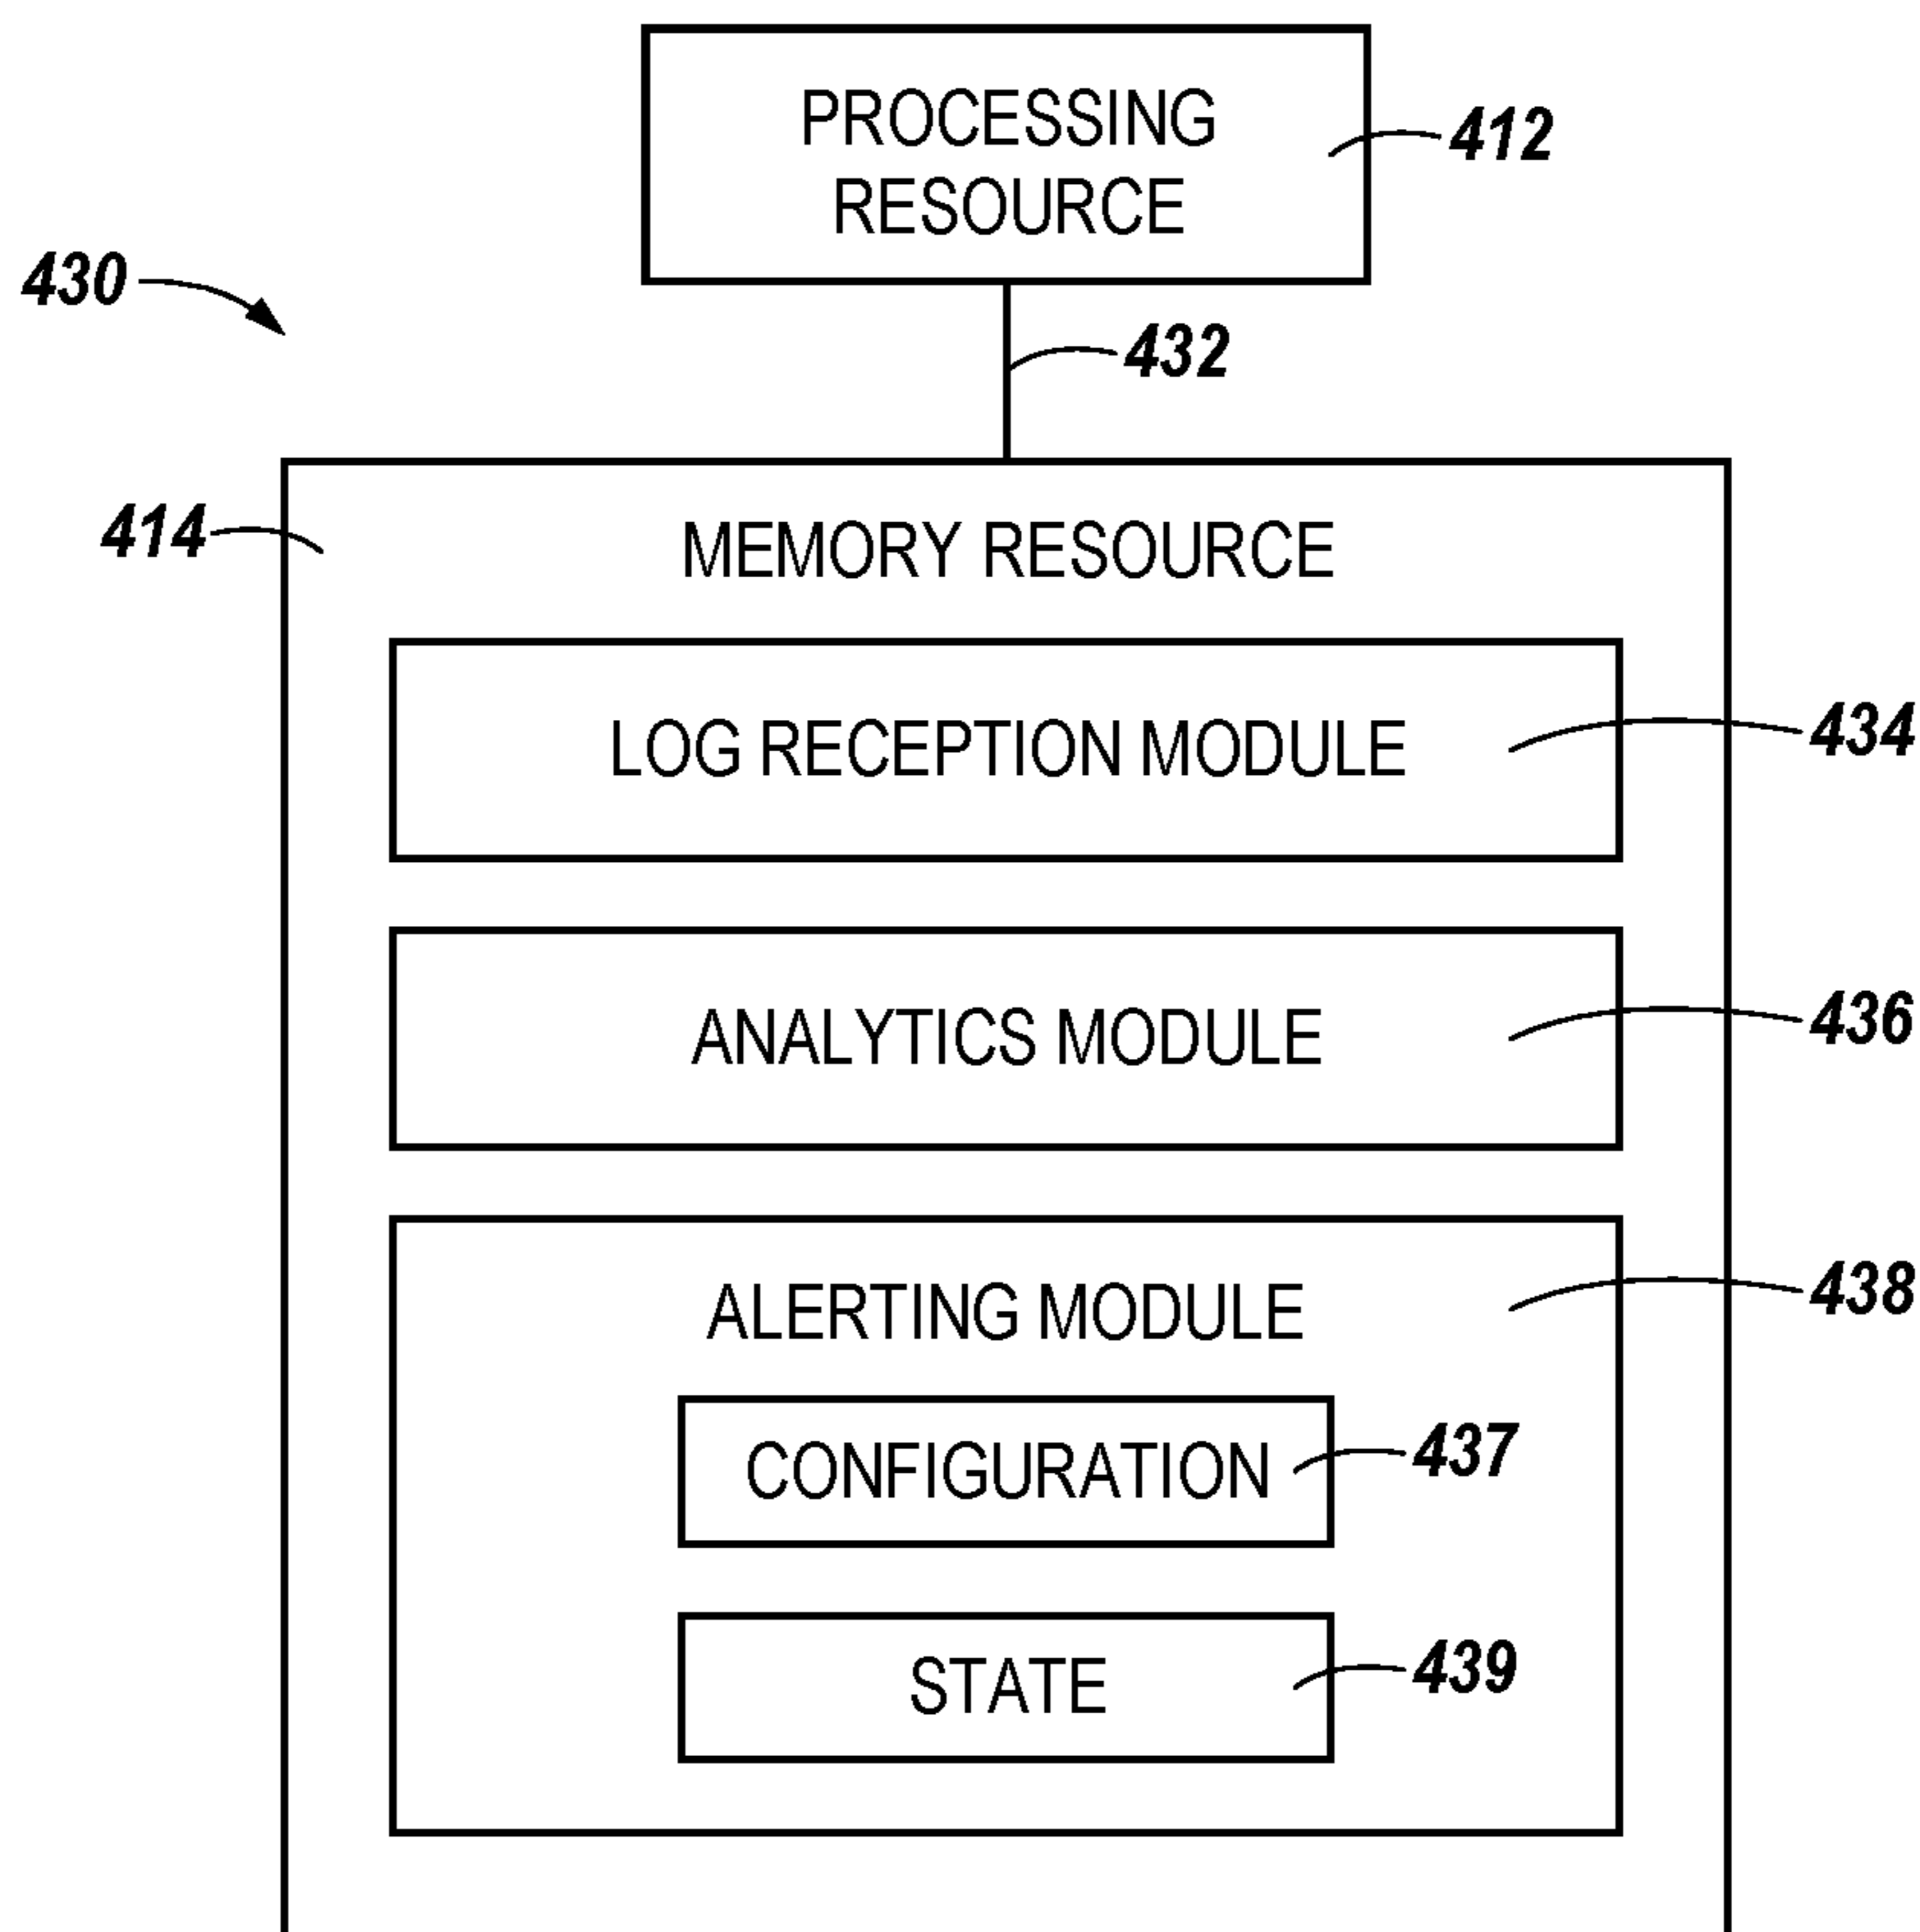 PROCESSING
RESOURCE
412
430
432
414
MEMORY RESOURCE
LOG RECEPTION MODULE
434
ANALYTICS MODULE
436
ALERTING MODULE
438
CONFIGURATION
437
STATE
439